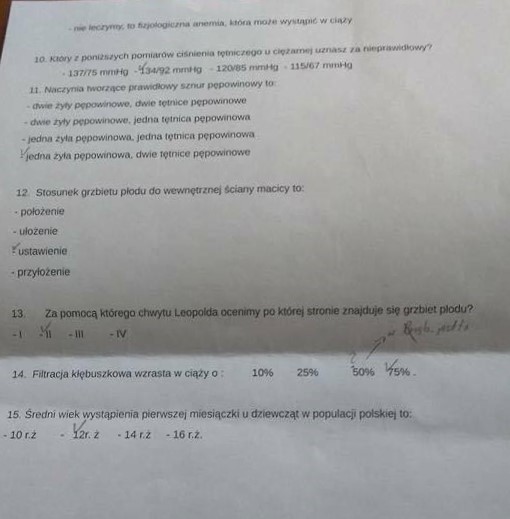 - nie leczymy, to fizjologiczna anemia, która może wystąpić w ciąży
10. Który z poniższych pomiarów ciśnienia tętniczego u ciężarnej uznasz za nieprawidłowy?
- 137/75 mmHg - 134/92 mmHg - 120/85 mmHg - 115/67 mmHg
11. Naczynia tworzące prawidłowy sznur pępowinowy to:
- dwie żyły pępowinowe, dwie tętnice pępowinowe
- dwie żyły pępowinowe, jedna tętnica pępowinowa
- jedna żyła pępowinowa, jedna tętnica pępowinowa
jedna żyła pępowinowa, dwie tętnice pępowinowe
12. Stosunek grzbietu płodu do wewnętrznej ściany macicy to:
- położenie
- ułożenie
ustawienie
- przyłożenie
13. Za pomocą którego chwytu Leopolda ocenimy po której stronie znajduje się grzbiet płodu?
- I - II - III - IV
14. Filtracja kłębuszkowa wzrasta w ciąży o : 10% 25% 50% 75% .
15. Średni wiek wystąpienia pierwszej miesiączki u dziewcząt w populacji polskiej to:
- 10 r.ż - 12r. ż - 14 r.ż - 16 r.ż.